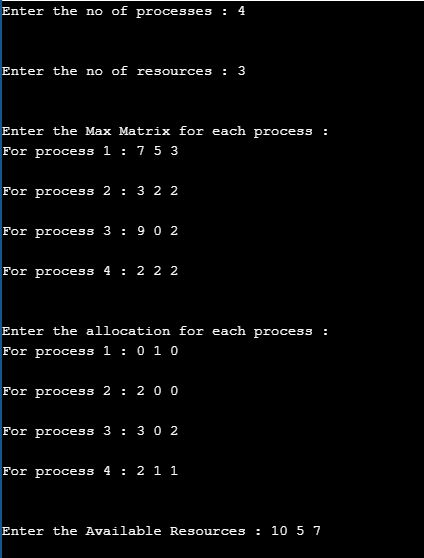 Enter the no of processes : 4
Enter the no of resources : 3
Enter the Max Matrix for each process :
For process 1 : 7 5 3
For process 2 : 3 2 2
For process 3 : 9 0 2
For process 4 : 2 2 2
Enter the allocation for each process :
For process 1 : 0 1 0
For process 2 : 2 0 0
For process 3 : 3 0 2
For process 4 : 2 1 1
Enter the Available Resources : 10 5 7